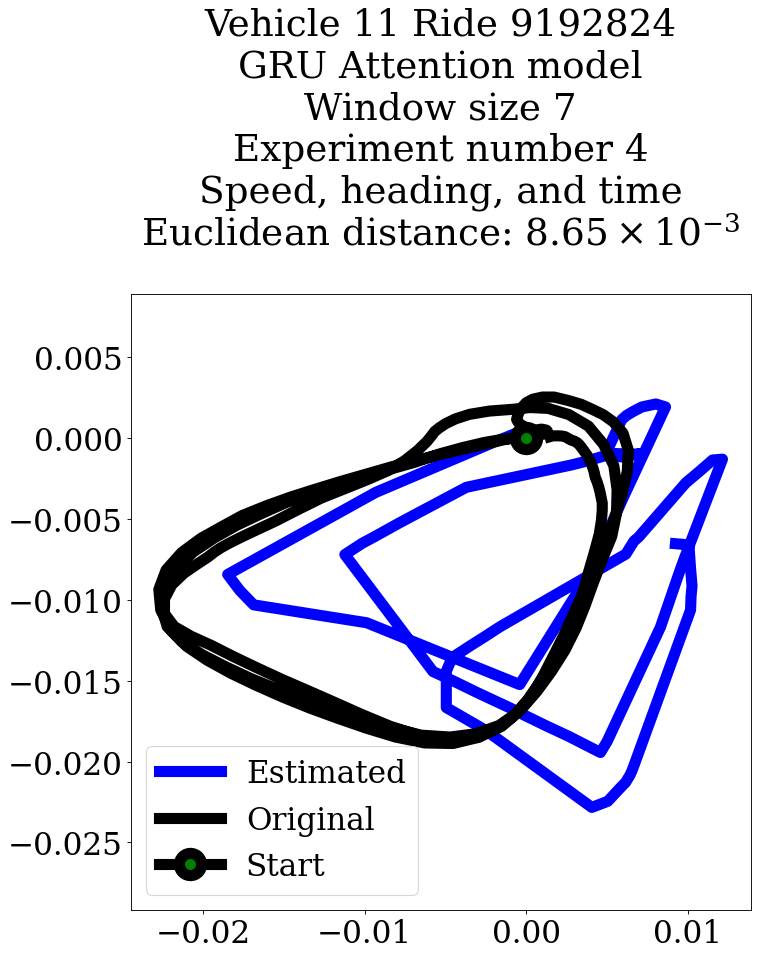 Vehicle 11 Ride 9192824
GRU Attention model
Window size 7
Experiment number 4
Speed, heading, and time
Euclidean distance: 8.65 × 10⁻³
0.005
0.000
−0.005
−0.010
−0.015
−0.020
−0.025
Estimated
Original
Start
−0.02
−0.01
0.00
0.01